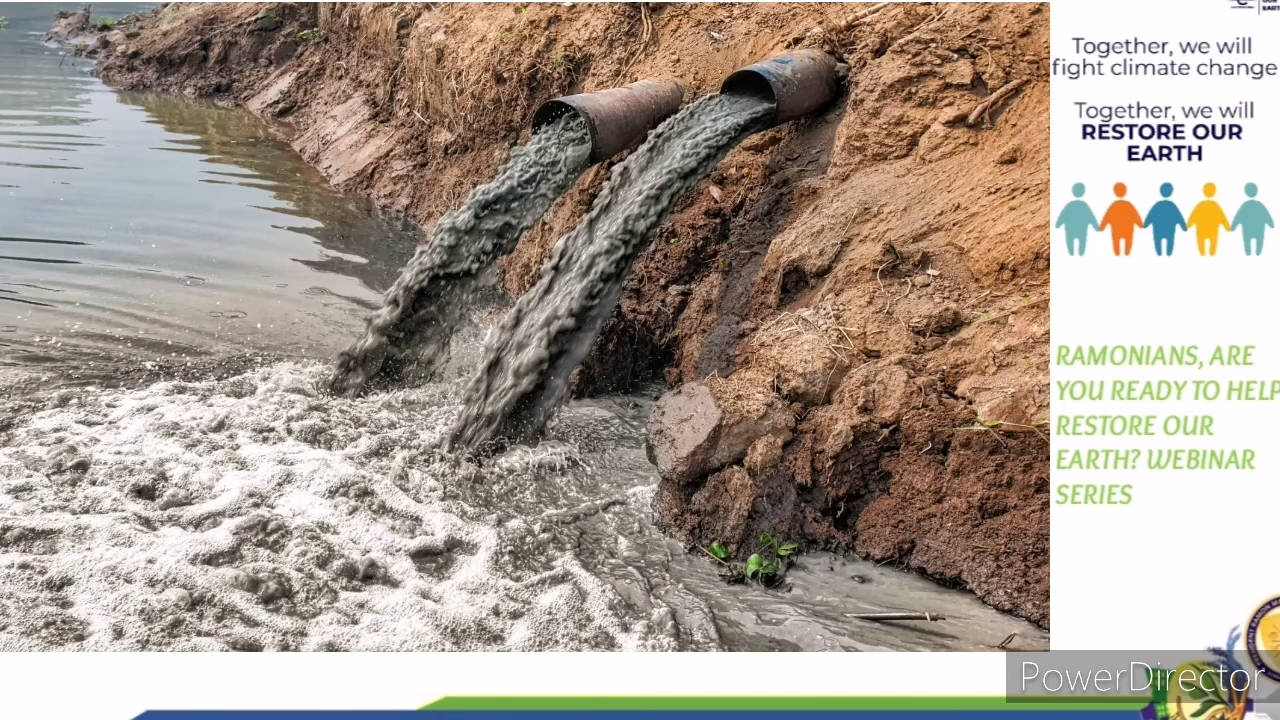 Together, we will
fight climate change
Together, we will
RESTORE OUR
EARTH
RAMONIANS, ARE
YOU READY TO HELP
RESTORE OUR
EARTH? WEBINAR
SERIES
PowerDirector